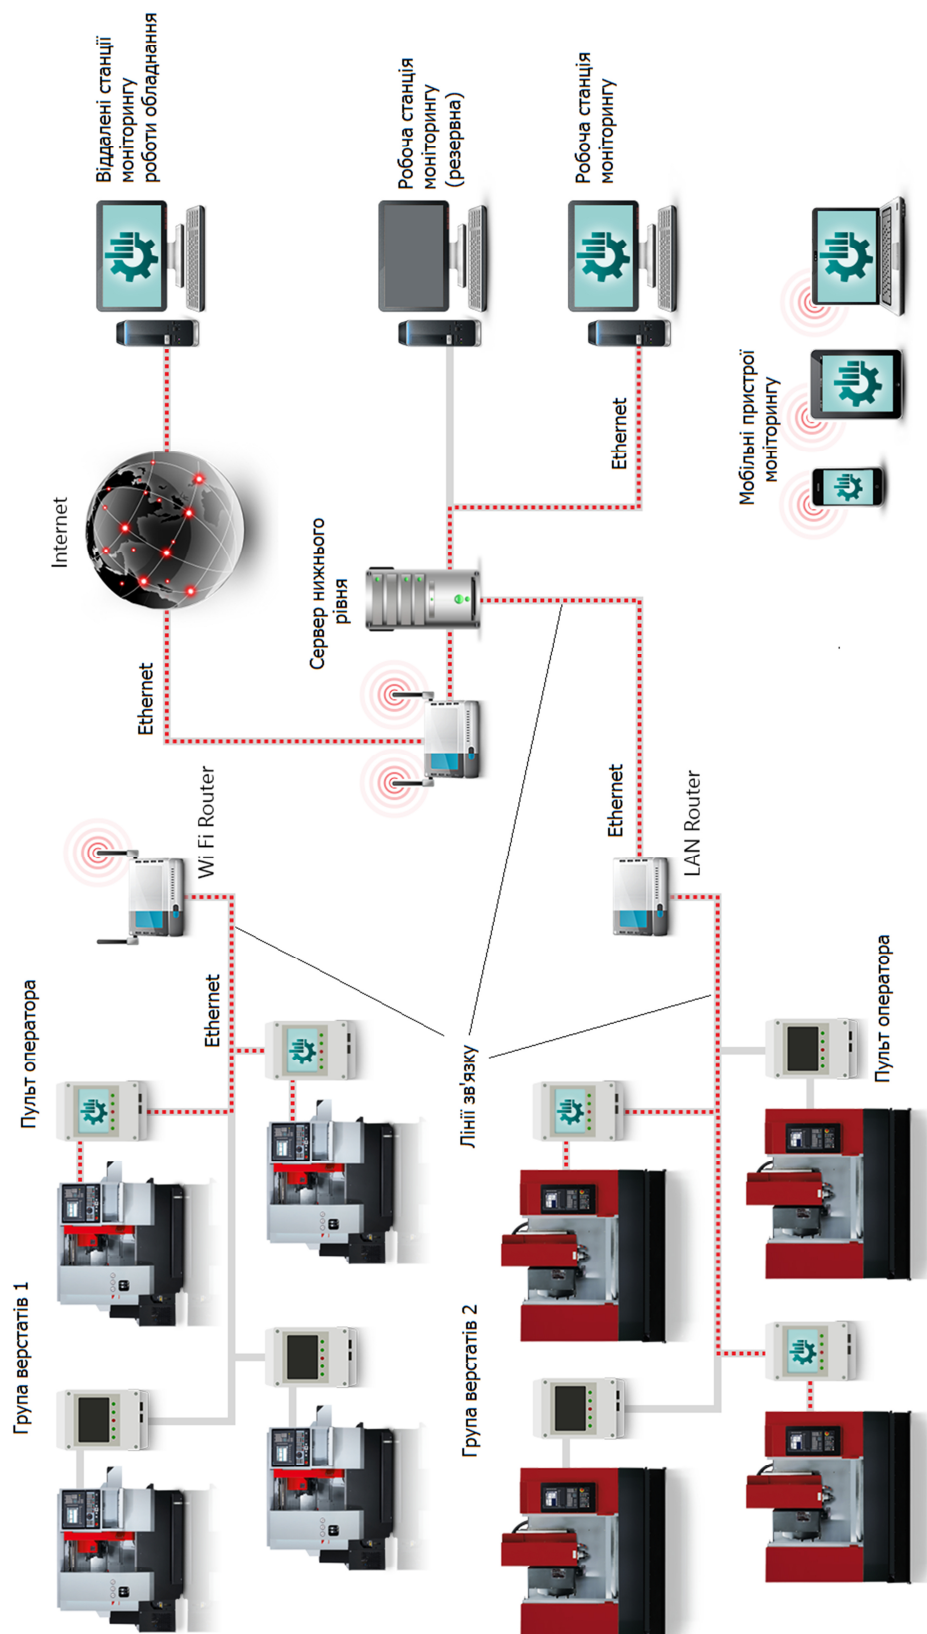 Група верстатів 1
Пульт оператора
Ethernet
Wi Fi Router
Ethernet
Internet
Віддалені станції
моніторингу
роботи обладнання
Сервер нижнього
рівня
Робоча станція
моніторингу
(резервна)
Лінії зв'язку
Група верстатів 2
Ethernet
LAN Router
Ethernet
Робоча станція
моніторингу
Пульт оператора
Мобільні пристрої
моніторингу